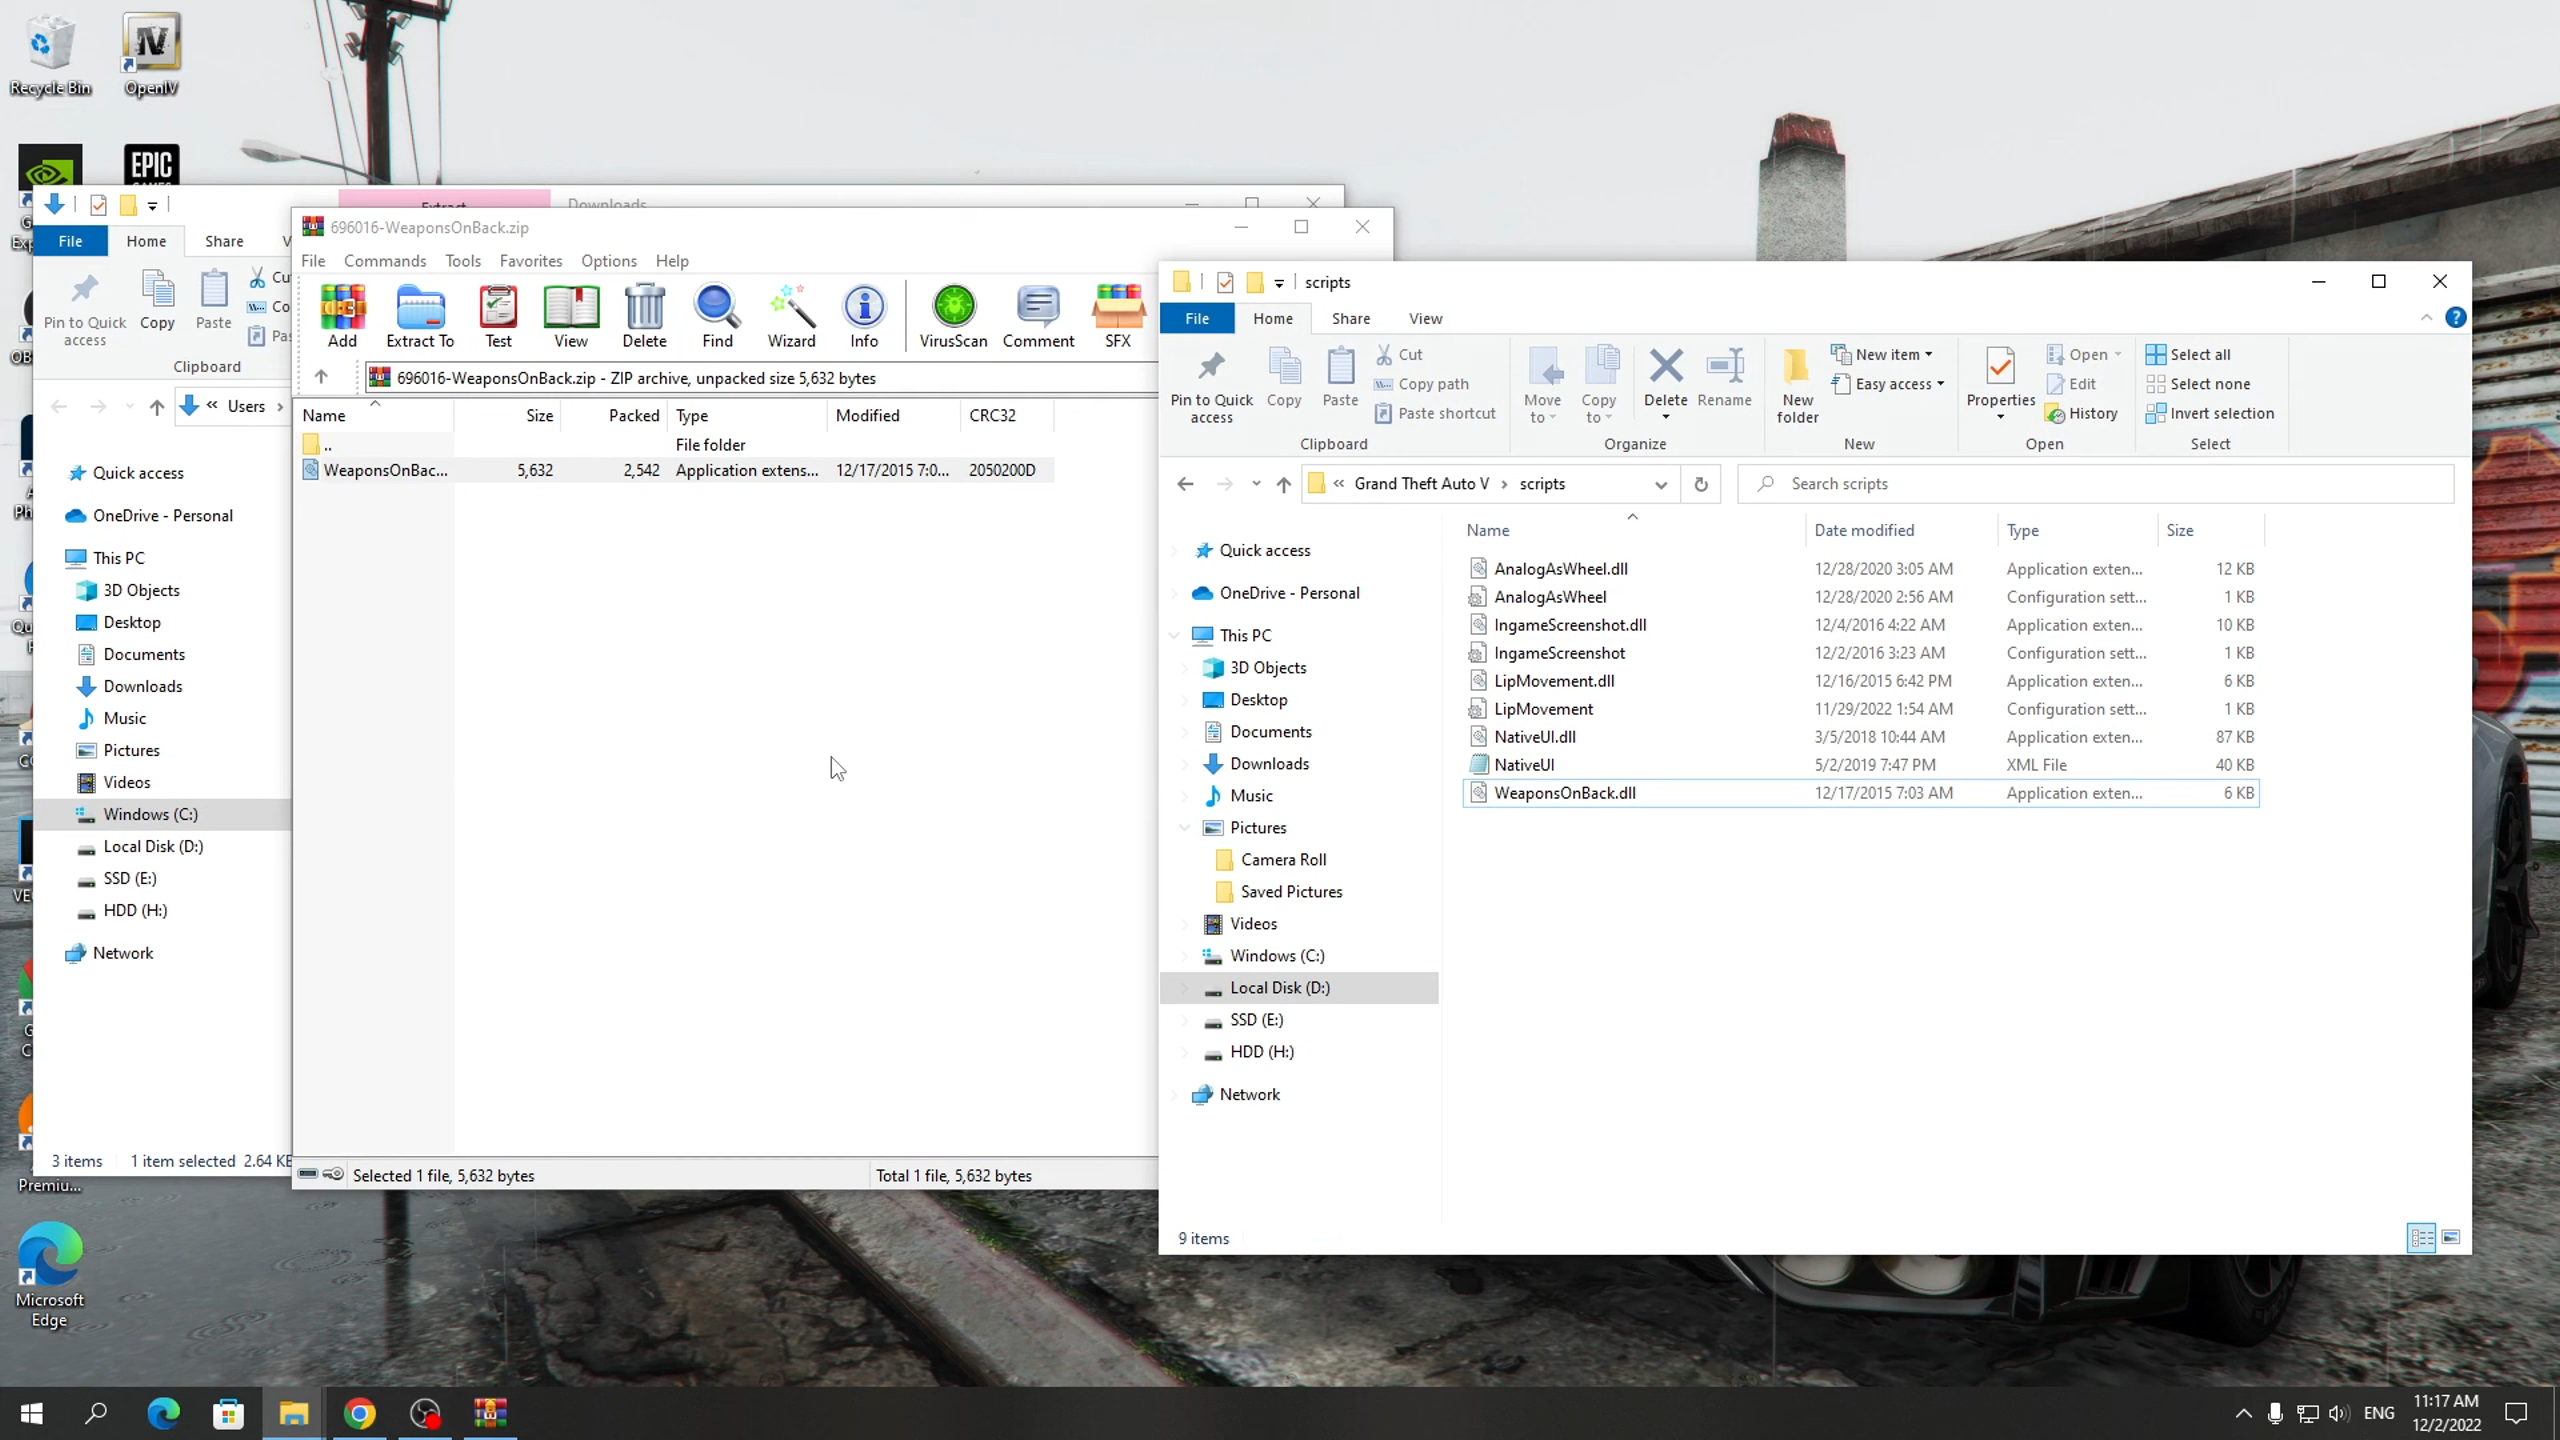 Recycle Bin
OpenIV
EPIC
Extract
Downloads
File
Home
Share
Pin to Quick access
Copy
Paste
Clipboard
« Users >
Quick access
OneDrive - Personal
This PC
3D Objects
Desktop
Documents
Downloads
Music
Pictures
Videos
Windows (C:)
Local Disk (D:)
SSD (E:)
HDD (H:)
Network
3 items
1 item selected 2.64 KB
Premiu...
Microsoft Edge
696016-WeaponsOnBack.zip
File Commands Tools Favorites Options Help
Add Extract To Test View Delete Find Wizard Info VirusScan Comment SFX
696016-WeaponsOnBack.zip - ZIP archive, unpacked size 5,632 bytes
Name Size Packed Type Modified CRC32
.. File folder
WeaponsOnBac... 5,632 2,542 Application extens... 12/17/2015 7:0... 2050200D
Selected 1 file, 5,632 bytes
Total 1 file, 5,632 bytes
scripts
File Home Share View
Pin to Quick access
Copy
Paste
Cut
Copy path
Paste shortcut
Clipboard
Move to
Copy to
Delete
Rename
Organize
New folder
New item
Easy access
New
Properties
Open
Edit
History
Open
Select all
Select none
Invert selection
Select
« Grand Theft Auto V > scripts
Search scripts
Quick access
OneDrive - Personal
This PC
3D Objects
Desktop
Documents
Downloads
Music
Pictures
Camera Roll
Saved Pictures
Videos
Windows (C:)
Local Disk (D:)
SSD (E:)
HDD (H:)
Network
Name Date modified Type Size
AnalogAsWheel.dll 12/28/2020 3:05 AM Application exten... 12 KB
AnalogAsWheel 12/28/2020 2:56 AM Configuration sett... 1 KB
IngameScreenshot.dll 12/4/2016 4:22 AM Application exten... 10 KB
IngameScreenshot 12/2/2016 3:23 AM Configuration sett... 1 KB
LipMovement.dll 12/16/2015 6:42 PM Application exten... 6 KB
LipMovement 11/29/2022 1:54 AM Configuration sett... 1 KB
NativeUI.dll 3/5/2018 10:44 AM Application exten... 87 KB
NativeUI 5/2/2019 7:47 PM XML File 40 KB
WeaponsOnBack.dll 12/17/2015 7:03 AM Application exten... 6 KB
9 items
ENG
11:17 AM
12/2/2022